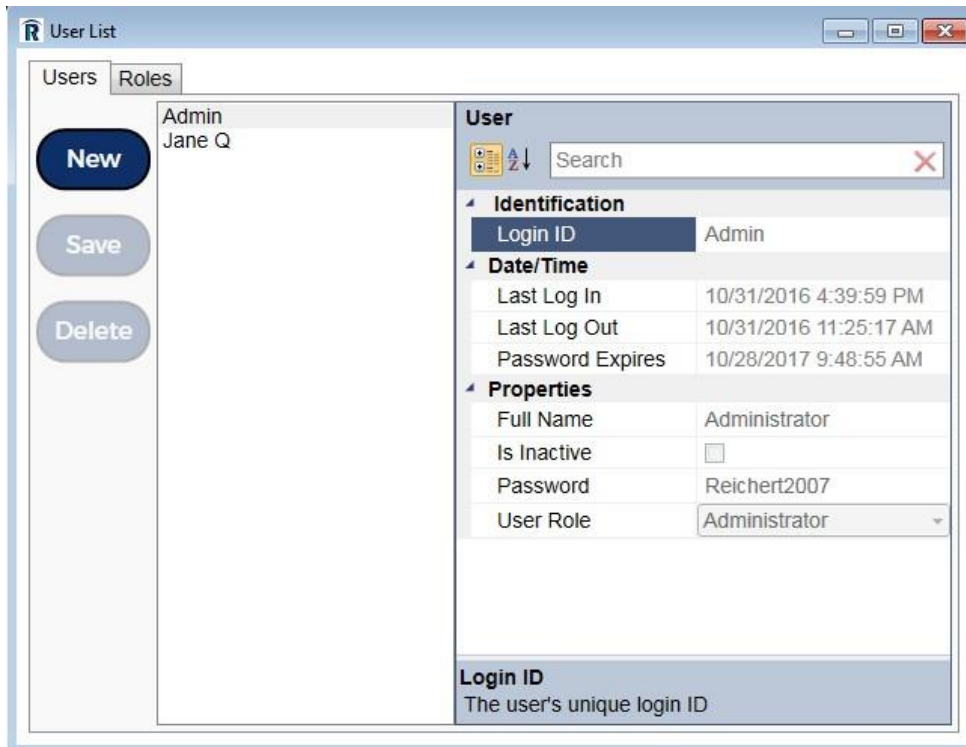 User List
Users Roles
New
Save
Delete
Admin
Jane Q
User
Search
Identification
Login ID Admin
Date/Time
Last Log In 10/31/2016 4:39:59 PM
Last Log Out 10/31/2016 11:25:17 AM
Password Expires 10/28/2017 9:48:55 AM
Properties
Full Name Administrator
Is Inactive
Password Reichert2007
User Role Administrator
Login ID
The user's unique login ID